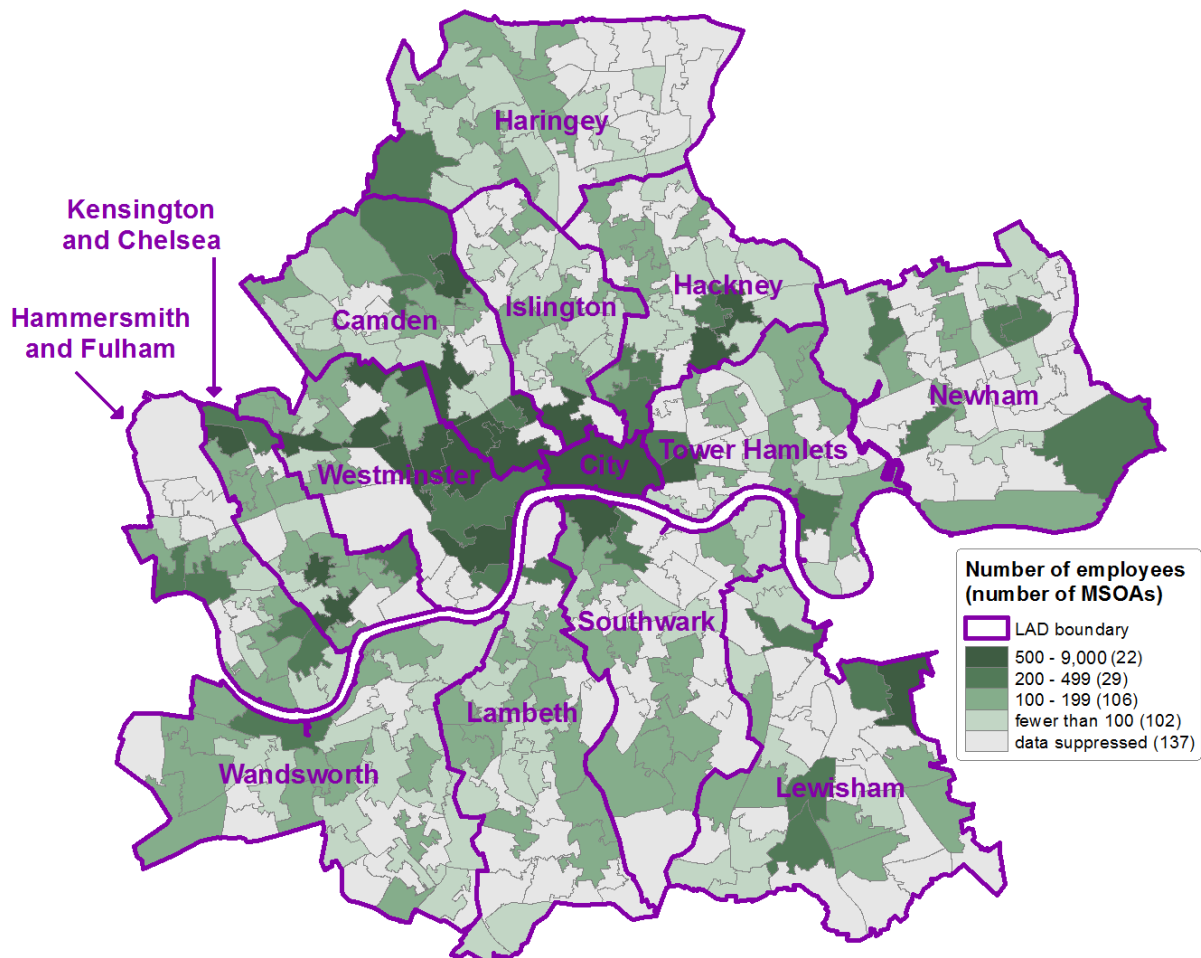 Haringey
Kensington
and Chelsea
Hammersmith
and Fulham
Camden
Islington
Hackney
Newham
Westminster
City
Tower Hamlets
Southwark
Lambeth
Wandsworth
Lewisham
Number of employees
(number of MSOAs)
LAD boundary
500 - 9,000 (22)
200 - 499 (29)
100 - 199 (106)
fewer than 100 (102)
data suppressed (137)